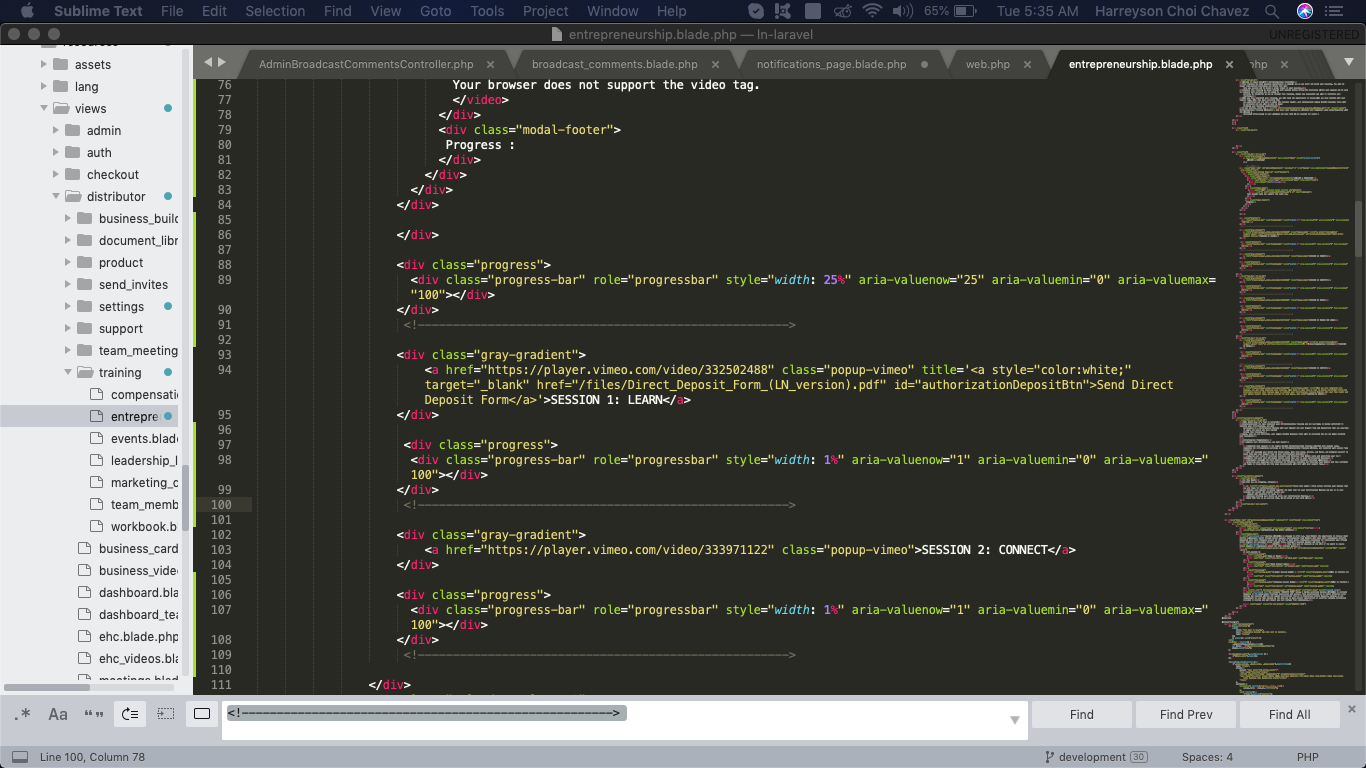 Sublime Text File Edit Selection Find View Goto Tools Project Window Help 65% Tue 5:35 AM Harreyson Choi Chavez
entrepreneurship.blade.php — ln-laravel UNREGISTERED
AdminBroadcastCommentsController.php × broadcast_comments.blade.php × notifications_page.blade.php web.php × entrepreneurship.blade.php × hp ×
assets
lang
views
admin
auth
checkout
distributor
business_build
document_libr
product
send_invites
settings
support
team_meeting
training
compensatic
entrepre
events.blade
leadership_l
marketing_c
team_memb
workbook.b
business_card
business_vide
dashboard.bla
dashboard_tea
ehc.blade.php
ehc_videos.bla
76 Your browser does not support the video tag.
77 </video>
78 </div>
79 <div class="modal-footer">
80 Progress :
81 </div>
82 </div>
83 </div>
84 </div>
85
86 </div>
87
88 <div class="progress">
89 <div class="progress-bar" role="progressbar" style="width: 25%" aria-valuenow="25" aria-valuemin="0" aria-valuemax=
"100"></div>
90 </div>
91 <!—————————————————————————————————————————————————————>
92
93 <div class="gray-gradient">
94 <a href="https://player.vimeo.com/video/332502488" class="popup-vimeo" title='<a style="color:white;"
target="_blank" href="/files/Direct_Deposit_Form_(LN_version).pdf" id="authorizationDepositBtn">Send Direct
Deposit Form</a>'>SESSION 1: LEARN</a>
95 </div>
96
97 <div class="progress">
98 <div class="progress-bar" role="progressbar" style="width: 1%" aria-valuenow="1" aria-valuemin="0" aria-valuemax="
100"></div>
99 </div>
100 <!—————————————————————————————————————————————————————>
101
102 <div class="gray-gradient">
103 <a href="https://player.vimeo.com/video/333971122" class="popup-vimeo">SESSION 2: CONNECT</a>
104 </div>
105
106 <div class="progress">
107 <div class="progress-bar" role="progressbar" style="width: 1%" aria-valuenow="1" aria-valuemin="0" aria-valuemax="
100"></div>
108 </div>
109 <!—————————————————————————————————————————————————————>
110
111 </div>
.* Aa “” <!—————————————————————————————————————————————————————> Find Find Prev Find All ×
Line 100, Column 78 development 30 Spaces: 4 PHP